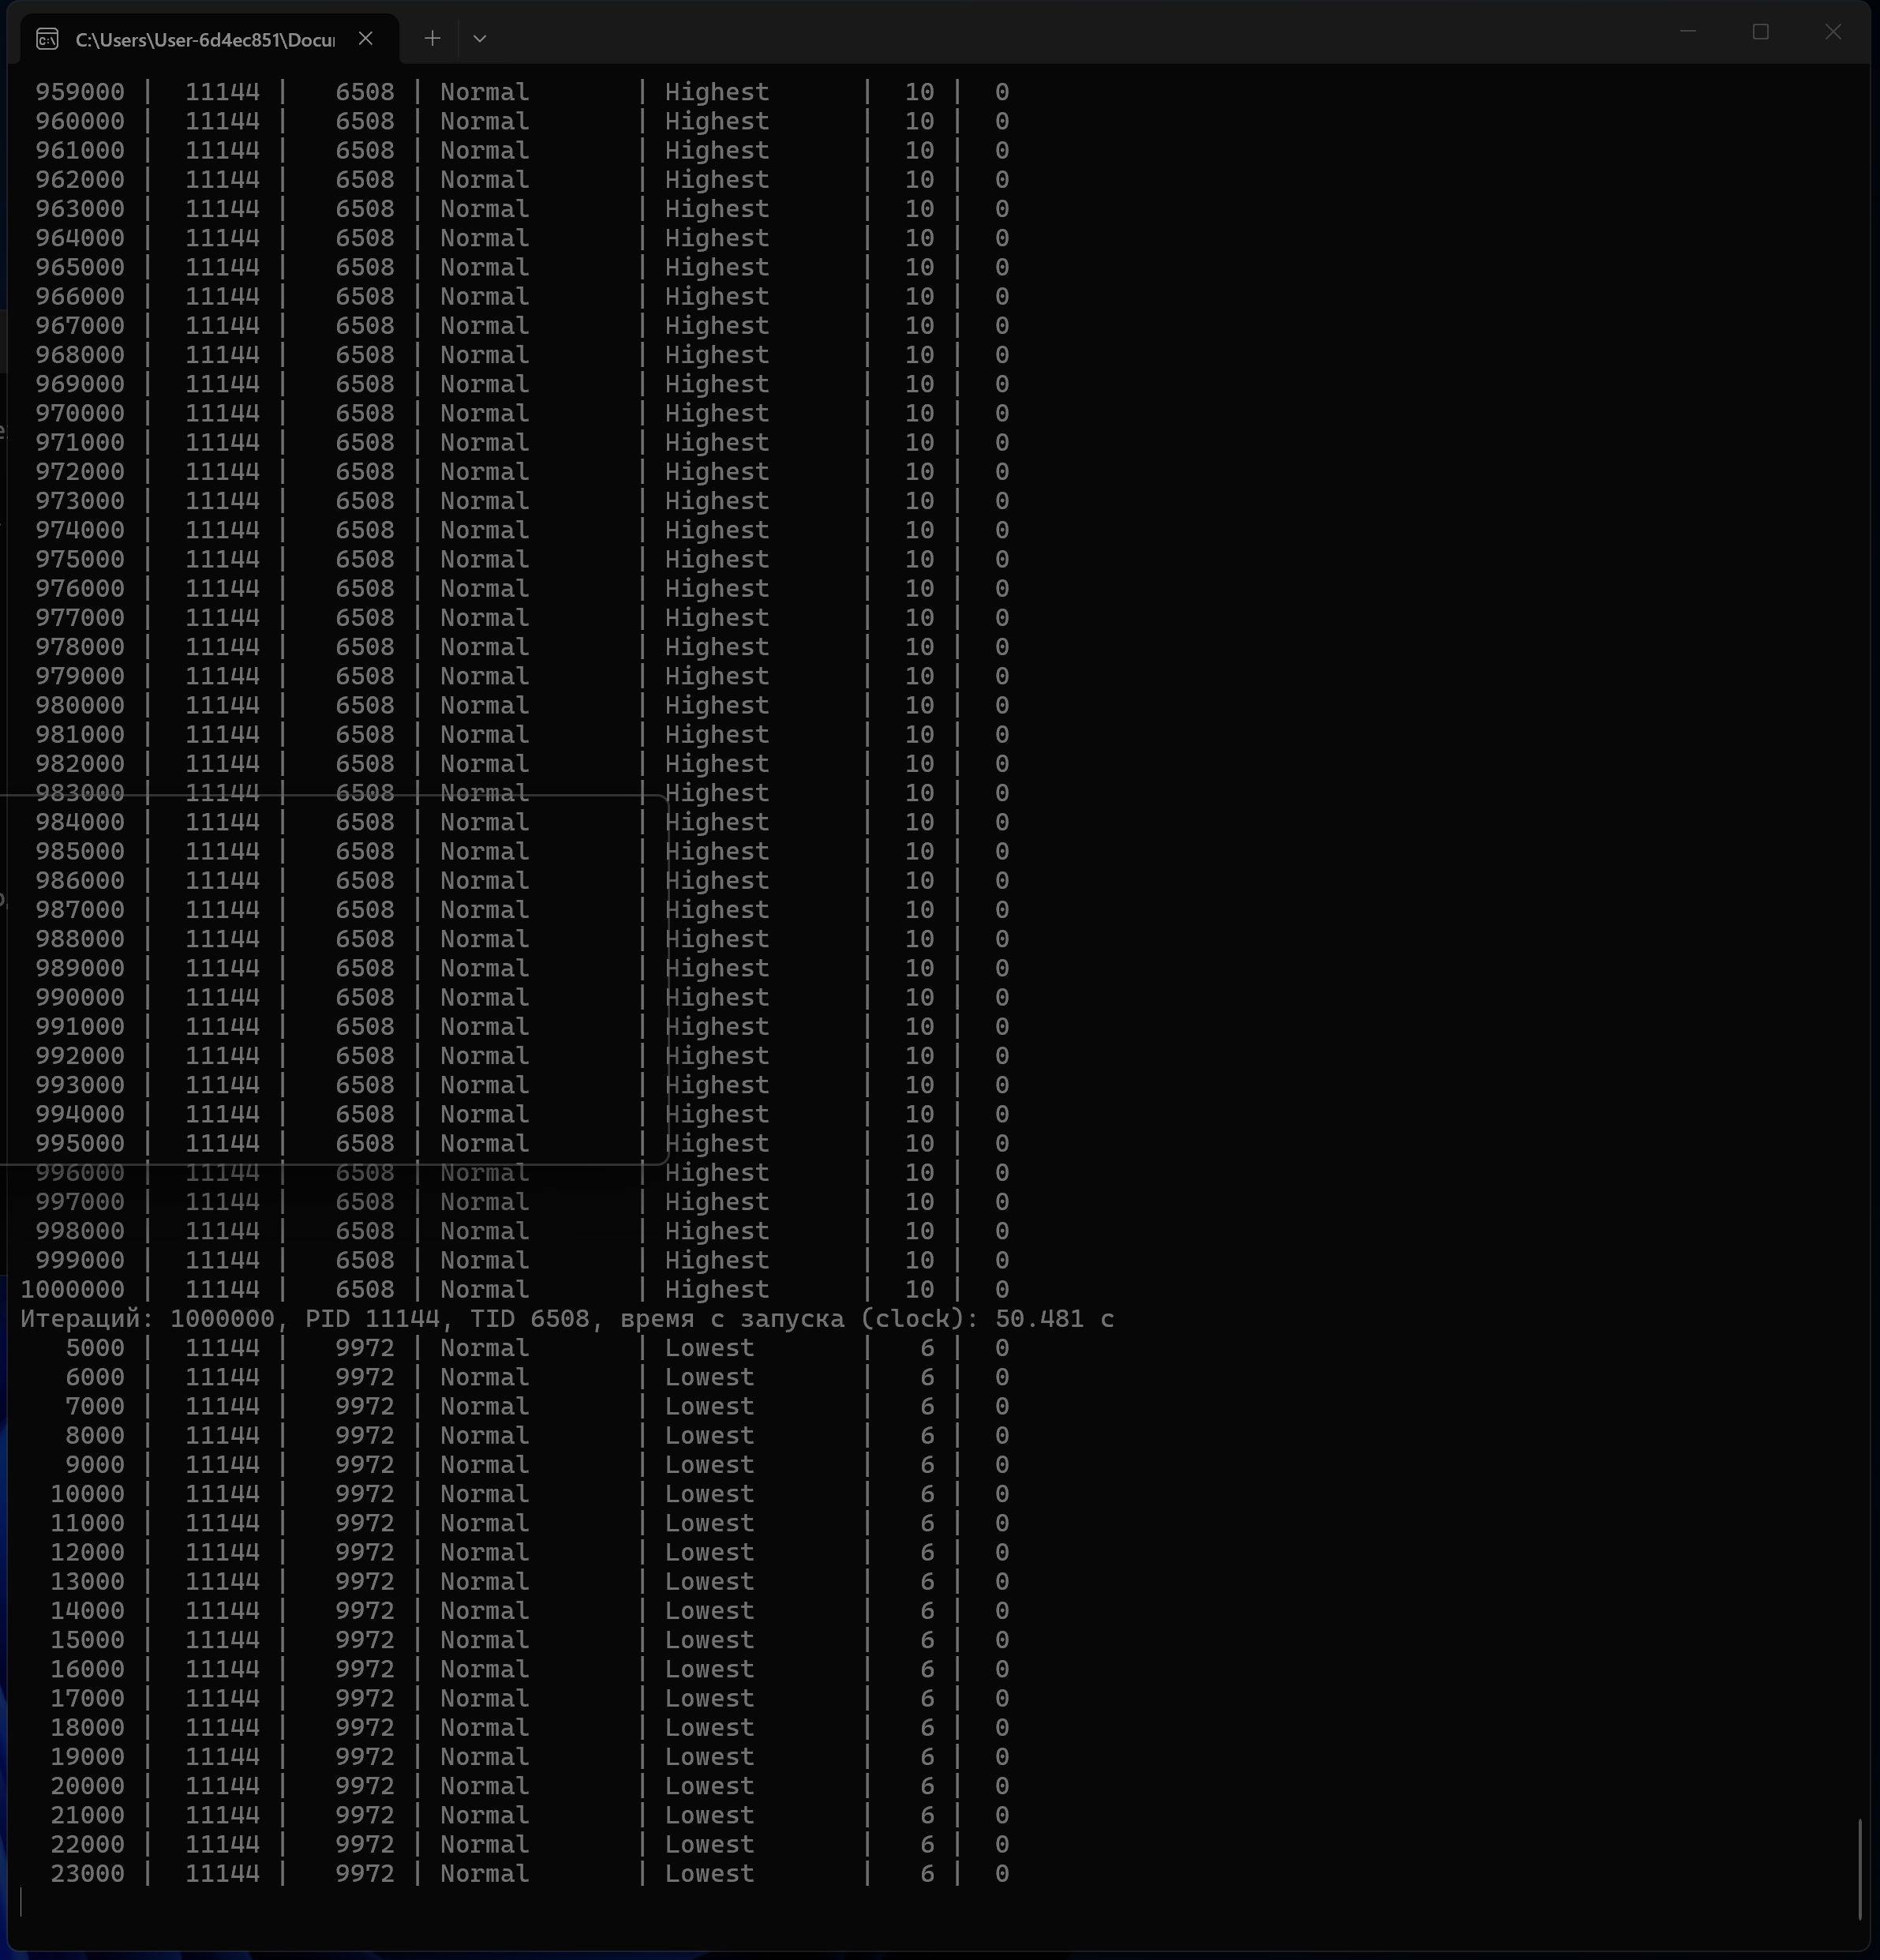 C:\Users\User-6d4ec851\Docu
959000 | 11144 | 6508 | Normal | Highest | 10 | 0
960000 | 11144 | 6508 | Normal | Highest | 10 | 0
961000 | 11144 | 6508 | Normal | Highest | 10 | 0
962000 | 11144 | 6508 | Normal | Highest | 10 | 0
963000 | 11144 | 6508 | Normal | Highest | 10 | 0
964000 | 11144 | 6508 | Normal | Highest | 10 | 0
965000 | 11144 | 6508 | Normal | Highest | 10 | 0
966000 | 11144 | 6508 | Normal | Highest | 10 | 0
967000 | 11144 | 6508 | Normal | Highest | 10 | 0
968000 | 11144 | 6508 | Normal | Highest | 10 | 0
969000 | 11144 | 6508 | Normal | Highest | 10 | 0
970000 | 11144 | 6508 | Normal | Highest | 10 | 0
971000 | 11144 | 6508 | Normal | Highest | 10 | 0
972000 | 11144 | 6508 | Normal | Highest | 10 | 0
973000 | 11144 | 6508 | Normal | Highest | 10 | 0
974000 | 11144 | 6508 | Normal | Highest | 10 | 0
975000 | 11144 | 6508 | Normal | Highest | 10 | 0
976000 | 11144 | 6508 | Normal | Highest | 10 | 0
977000 | 11144 | 6508 | Normal | Highest | 10 | 0
978000 | 11144 | 6508 | Normal | Highest | 10 | 0
979000 | 11144 | 6508 | Normal | Highest | 10 | 0
980000 | 11144 | 6508 | Normal | Highest | 10 | 0
981000 | 11144 | 6508 | Normal | Highest | 10 | 0
982000 | 11144 | 6508 | Normal | Highest | 10 | 0
983000 | 11144 | 6508 | Normal | Highest | 10 | 0
984000 | 11144 | 6508 | Normal | Highest | 10 | 0
985000 | 11144 | 6508 | Normal | Highest | 10 | 0
986000 | 11144 | 6508 | Normal | Highest | 10 | 0
987000 | 11144 | 6508 | Normal | Highest | 10 | 0
988000 | 11144 | 6508 | Normal | Highest | 10 | 0
989000 | 11144 | 6508 | Normal | Highest | 10 | 0
990000 | 11144 | 6508 | Normal | Highest | 10 | 0
991000 | 11144 | 6508 | Normal | Highest | 10 | 0
992000 | 11144 | 6508 | Normal | Highest | 10 | 0
993000 | 11144 | 6508 | Normal | Highest | 10 | 0
994000 | 11144 | 6508 | Normal | Highest | 10 | 0
995000 | 11144 | 6508 | Normal | Highest | 10 | 0
996000 | 11144 | 6508 | Normal | Highest | 10 | 0
997000 | 11144 | 6508 | Normal | Highest | 10 | 0
998000 | 11144 | 6508 | Normal | Highest | 10 | 0
999000 | 11144 | 6508 | Normal | Highest | 10 | 0
1000000 | 11144 | 6508 | Normal | Highest | 10 | 0
Итераций: 1000000, PID 11144, TID 6508, время с запуска (clock): 50.481 с
5000 | 11144 | 9972 | Normal | Lowest | 6 | 0
6000 | 11144 | 9972 | Normal | Lowest | 6 | 0
7000 | 11144 | 9972 | Normal | Lowest | 6 | 0
8000 | 11144 | 9972 | Normal | Lowest | 6 | 0
9000 | 11144 | 9972 | Normal | Lowest | 6 | 0
10000 | 11144 | 9972 | Normal | Lowest | 6 | 0
11000 | 11144 | 9972 | Normal | Lowest | 6 | 0
12000 | 11144 | 9972 | Normal | Lowest | 6 | 0
13000 | 11144 | 9972 | Normal | Lowest | 6 | 0
14000 | 11144 | 9972 | Normal | Lowest | 6 | 0
15000 | 11144 | 9972 | Normal | Lowest | 6 | 0
16000 | 11144 | 9972 | Normal | Lowest | 6 | 0
17000 | 11144 | 9972 | Normal | Lowest | 6 | 0
18000 | 11144 | 9972 | Normal | Lowest | 6 | 0
19000 | 11144 | 9972 | Normal | Lowest | 6 | 0
20000 | 11144 | 9972 | Normal | Lowest | 6 | 0
21000 | 11144 | 9972 | Normal | Lowest | 6 | 0
22000 | 11144 | 9972 | Normal | Lowest | 6 | 0
23000 | 11144 | 9972 | Normal | Lowest | 6 | 0